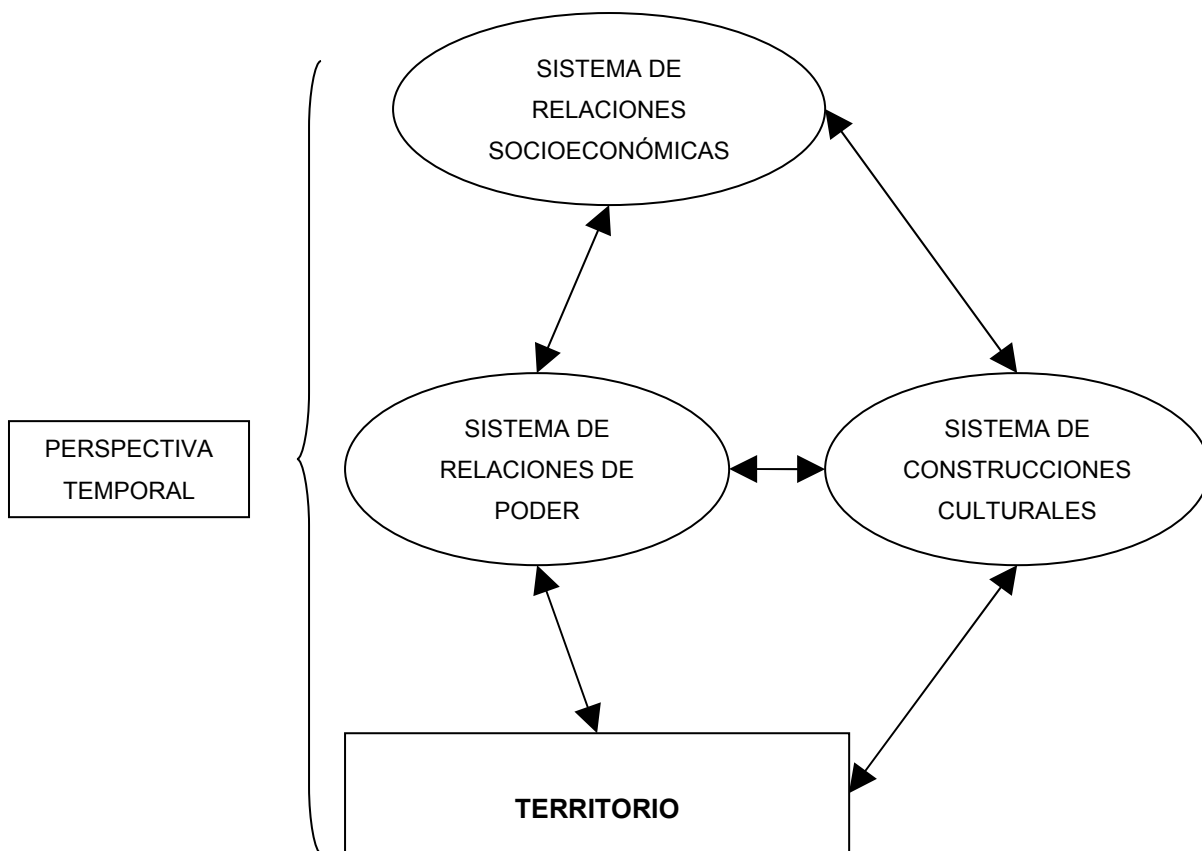 SISTEMA DE
RELACIONES
SOCIOECONÓMICAS
PERSPECTIVA
TEMPORAL
SISTEMA DE
RELACIONES DE
PODER
SISTEMA DE
CONSTRUCCIONES
CULTURALES
TERRITORIO